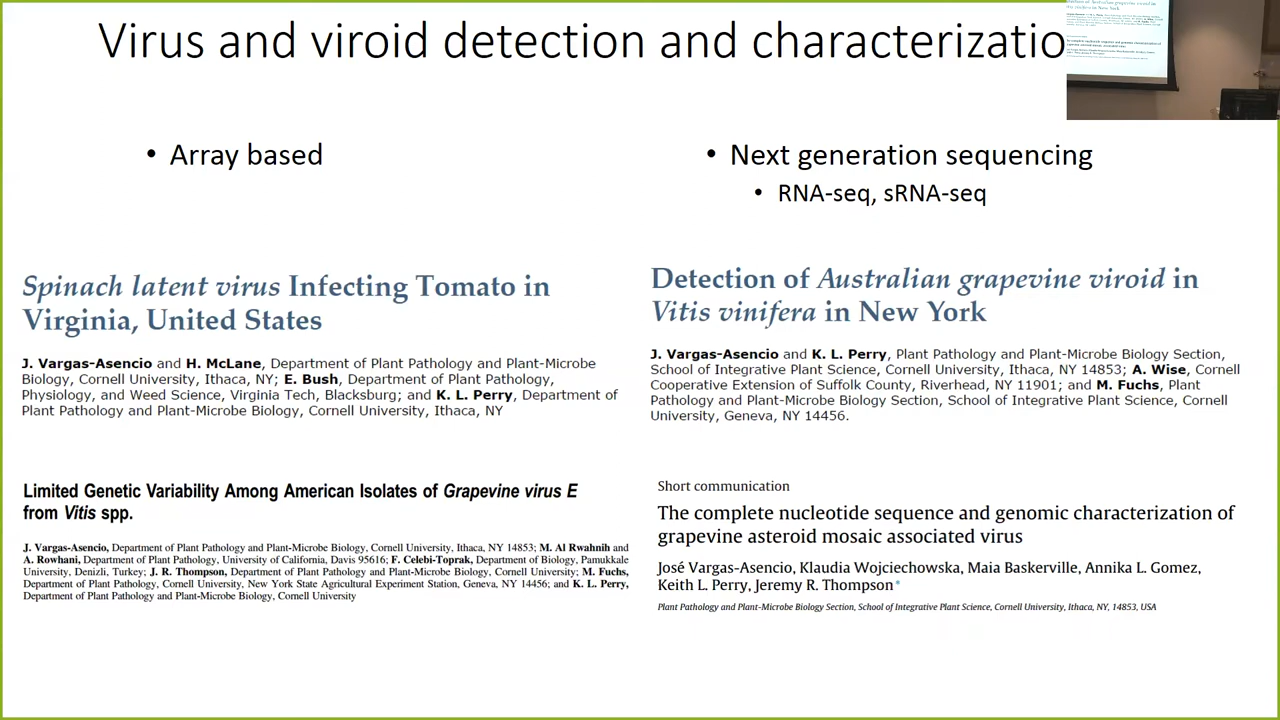 Virus and viroid detection and characterizatio
• Array based
• Next generation sequencing
• RNA-seq, sRNA-seq
Spinach latent virus Infecting Tomato in
Virginia, United States
J. Vargas-Asencio and H. McLane, Department of Plant Pathology and Plant-Microbe
Biology, Cornell University, Ithaca, NY; E. Bush, Department of Plant Pathology,
Physiology, and Weed Science, Virginia Tech, Blacksburg; and K. L. Perry, Department of
Plant Pathology and Plant-Microbe Biology, Cornell University, Ithaca, NY
Detection of Australian grapevine viroid in
Vitis vinifera in New York
J. Vargas-Asencio and K. L. Perry, Plant Pathology and Plant-Microbe Biology Section,
School of Integrative Plant Science, Cornell University, Ithaca, NY 14853; A. Wise, Cornell
Cooperative Extension of Suffolk County, Riverhead, NY 11901; and M. Fuchs, Plant
Pathology and Plant-Microbe Biology Section, School of Integrative Plant Science, Cornell
University, Geneva, NY 14456.
Limited Genetic Variability Among American Isolates of Grapevine virus E
from Vitis spp.
J. Vargas-Asencio, Department of Plant Pathology and Plant-Microbe Biology, Cornell University, Ithaca, NY 14853; M. Al Rwahnih and
A. Rowhani, Department of Plant Pathology, University of California, Davis 95616; F. Celebi-Toprak, Department of Biology, Pamukkale
University, Denizli, Turkey; J. R. Thompson, Department of Plant Pathology and Plant-Microbe Biology, Cornell University; M. Fuchs,
Department of Plant Pathology, Cornell University, New York State Agricultural Experiment Station, Geneva, NY 14456; and K. L. Perry,
Department of Plant Pathology and Plant-Microbe Biology, Cornell University
Short communication
The complete nucleotide sequence and genomic characterization of
grapevine asteroid mosaic associated virus
José Vargas-Asencio, Klaudia Wojciechowska, Maia Baskerville, Annika L. Gomez,
Keith L. Perry, Jeremy R. Thompson*
Plant Pathology and Plant-Microbe Biology Section, School of Integrative Plant Science, Cornell University, Ithaca, NY, 14853, USA